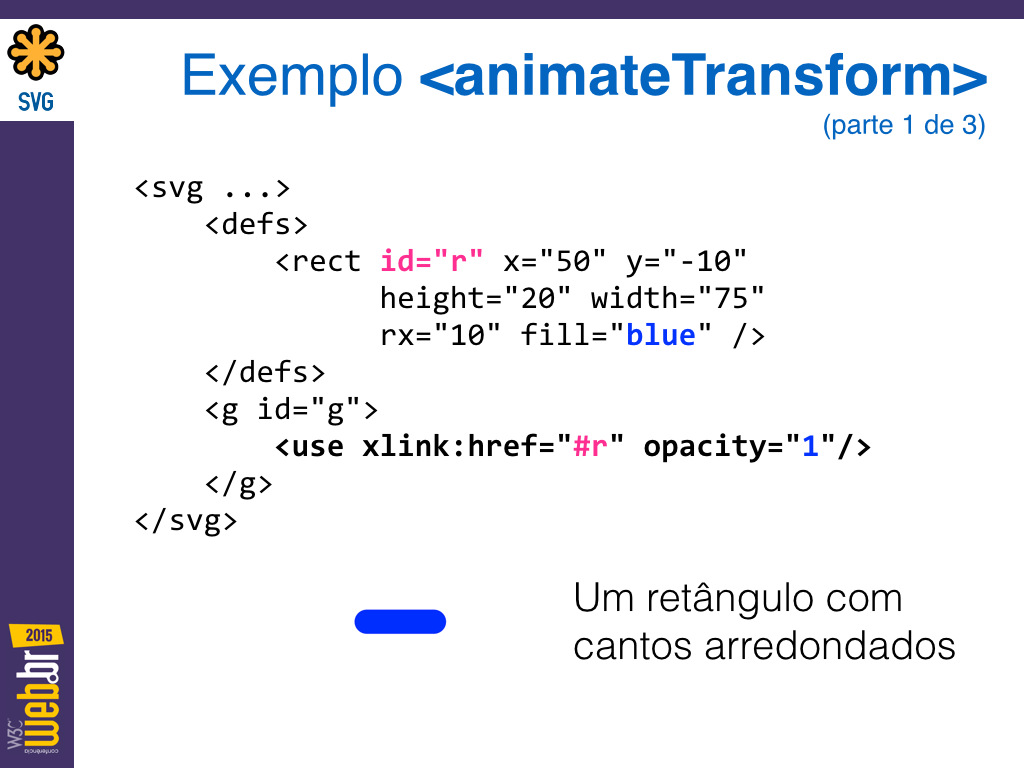 SVG
Exemplo <animateTransform>
(parte 1 de 3)
<svg ...>
    <defs>
        <rect id="r" x="50" y="-10"
              height="20" width="75"
              rx="10" fill="blue" />
    </defs>
    <g id="g">
        <use xlink:href="#r" opacity="1"/>
    </g>
</svg>
Um retângulo com
cantos arredondados
2015
W3C
conferência
web.br